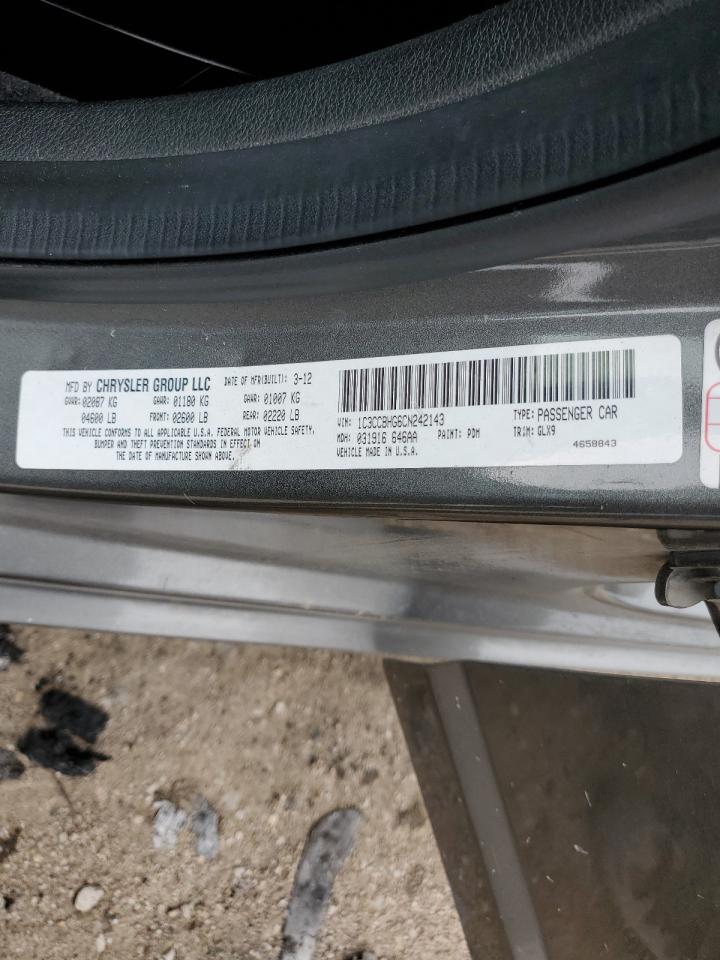 MFD BY CHRYSLER GROUP LLC DATE OF MFR(BUILT): 3-12
GVWR: 02087 KG GAWR: 01180 KG GAWR: 01007 KG
04600 LB FRONT: 02600 LB REAR: 02220 LB
THIS VEHICLE CONFORMS TO ALL APPLICABLE U.S.A. FEDERAL MOTOR VEHICLE SAFETY,
BUMPER AND THEFT PREVENTION STANDARDS IN EFFECT ON
THE DATE OF MANUFACTURE SHOWN ABOVE.
VIN: 1C3CCBHG6CN242143 TYPE: PASSENGER CAR
MDH: 031916 646AA PAINT: PDM TRIM: GLX9
VEHICLE MADE IN U.S.A. 4658843